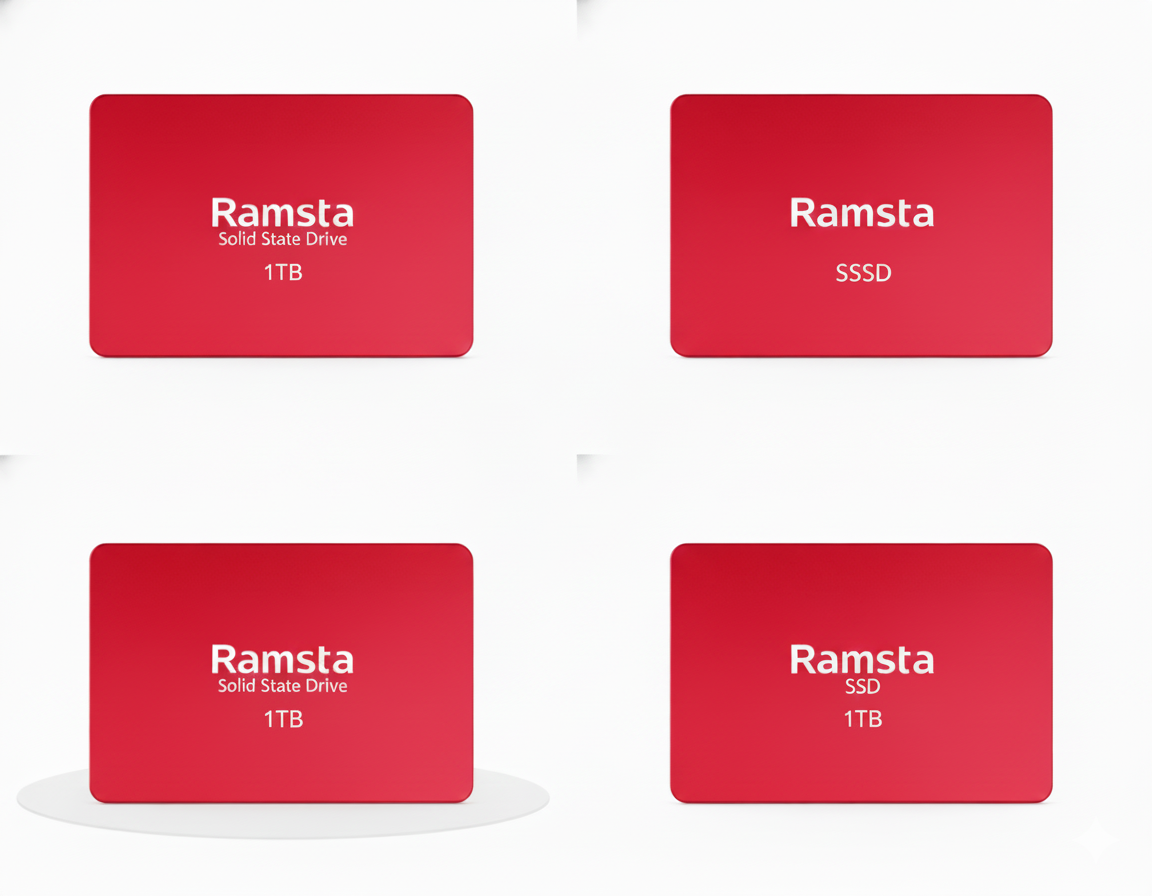 Ramsta
Solid State Drive
1TB
Ramsta
SSSD
Ramsta
Solid State Drive
1TB
Ramsta
SSD
1TB